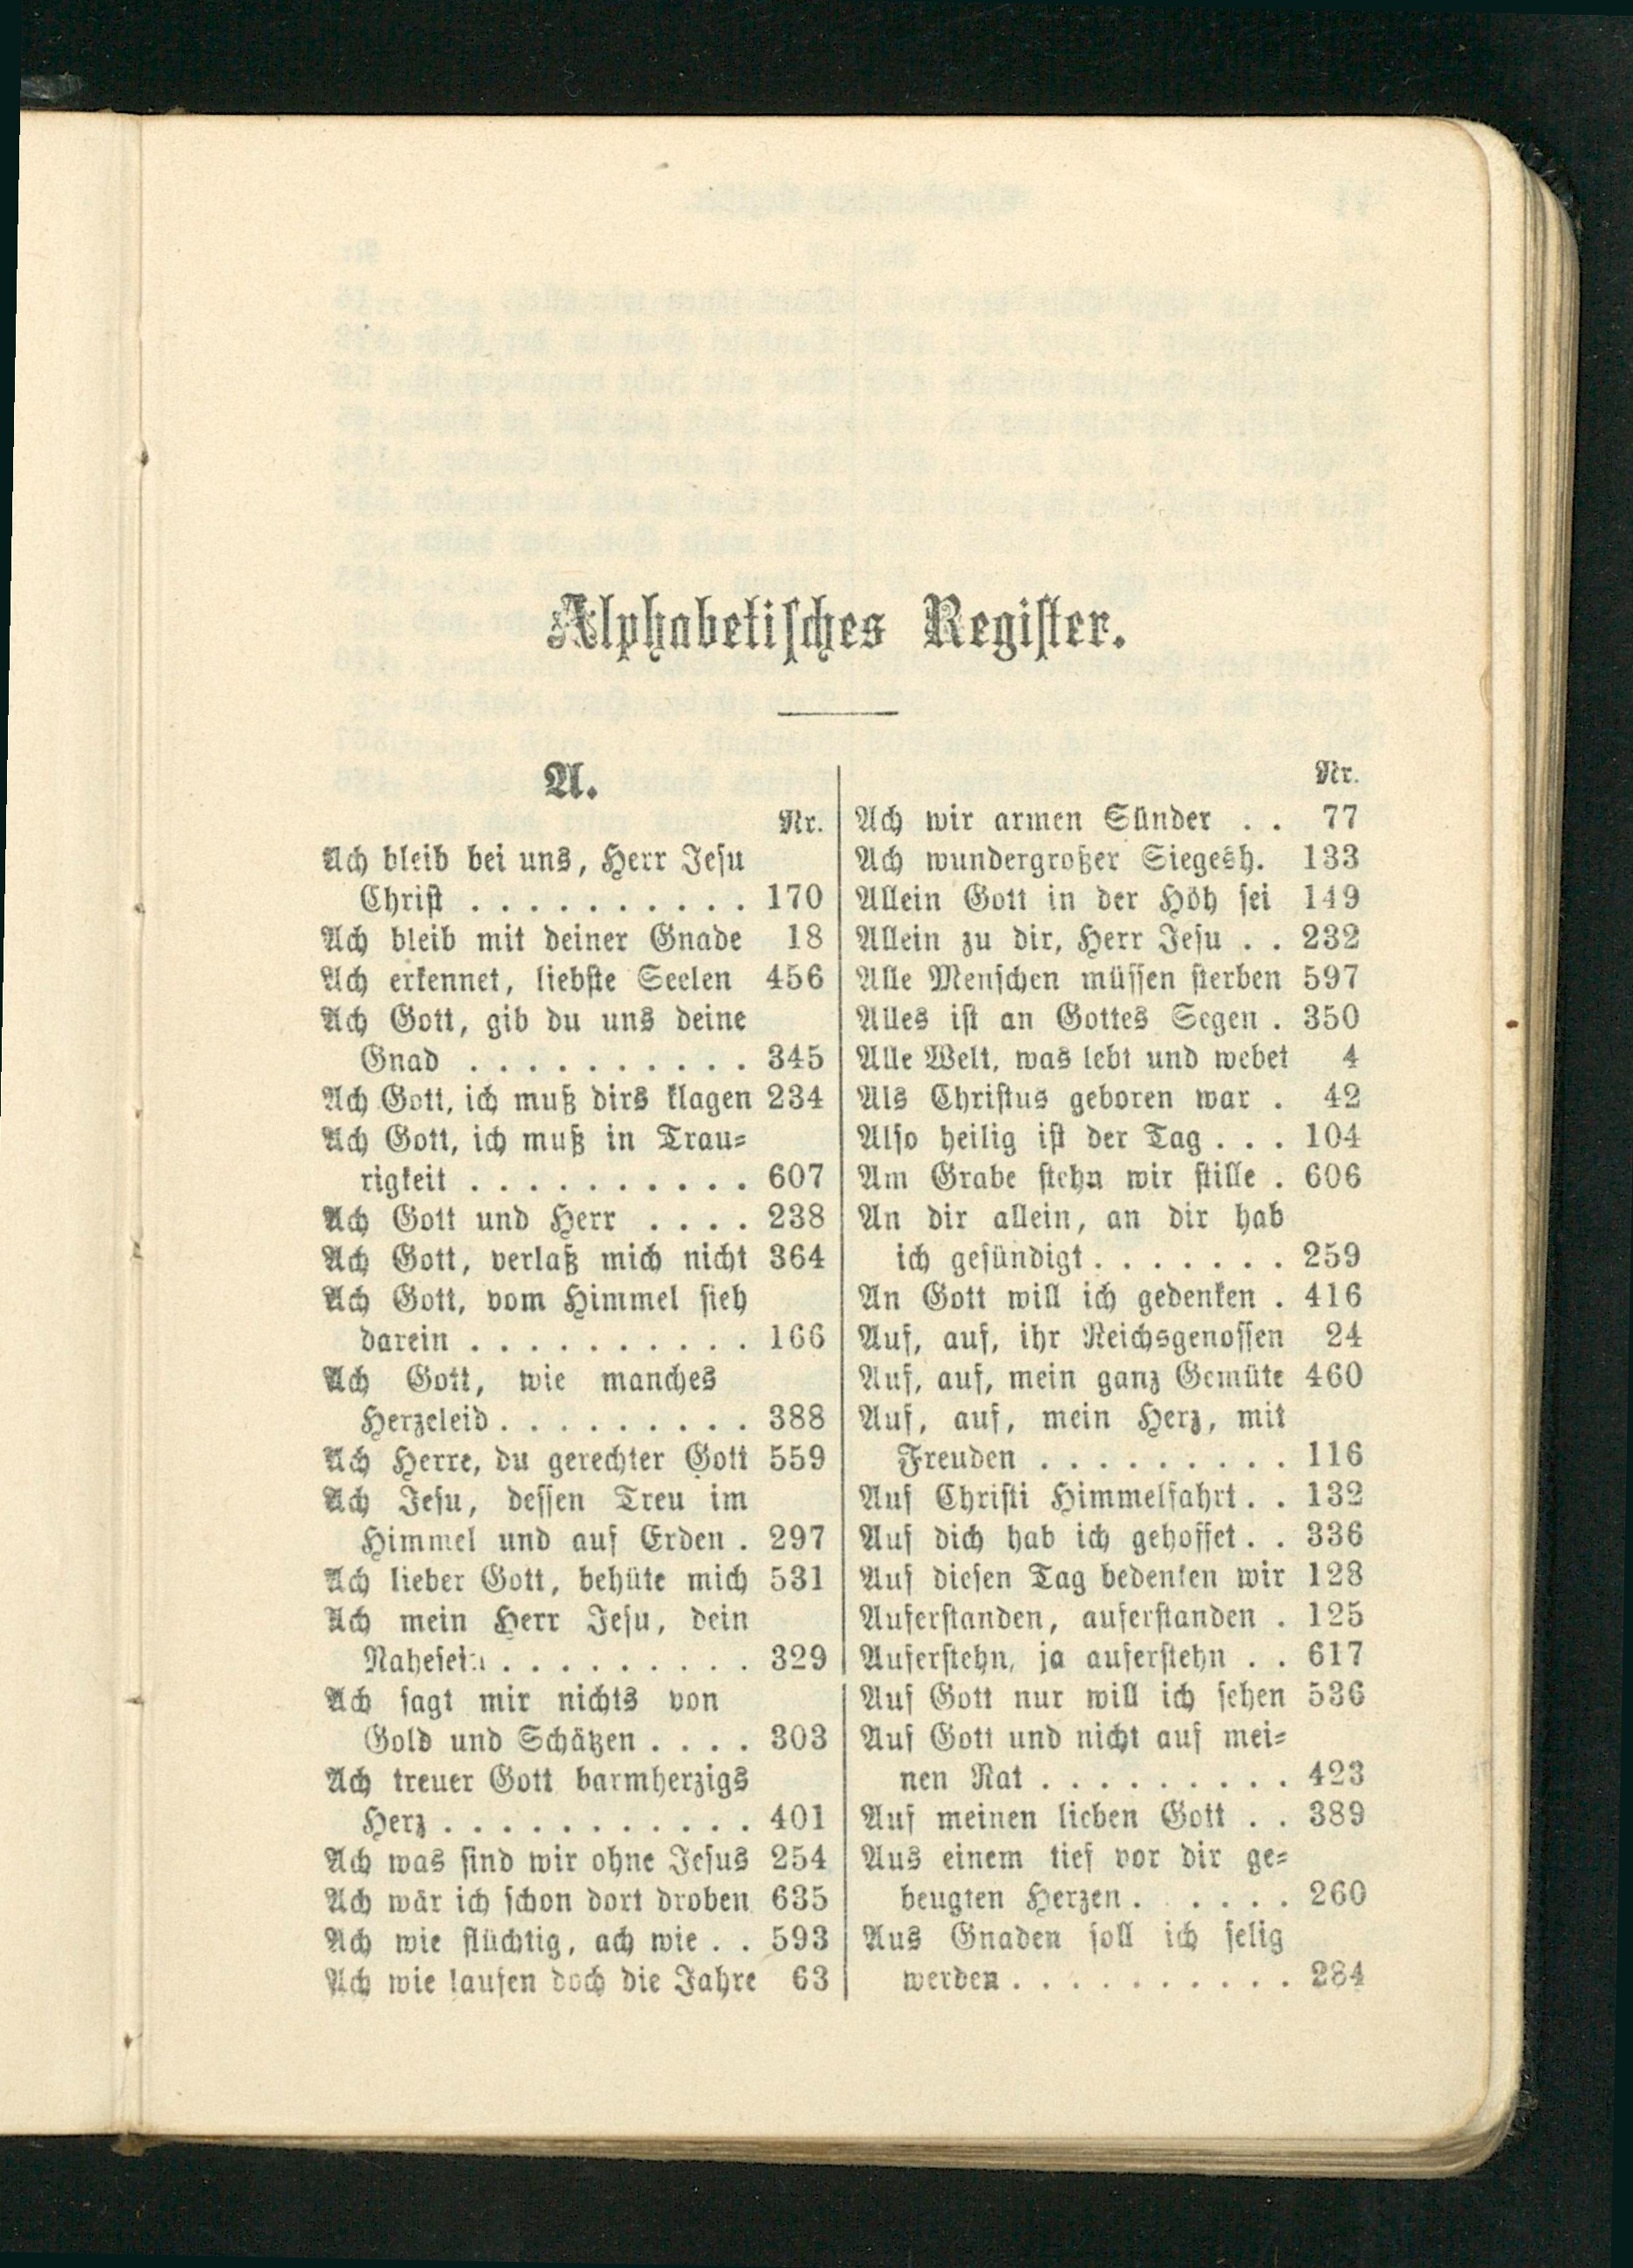 Alphabetisches Register.
A.
Nr.
Ach bleib bei uns, Herr Jesu
Christ . . . . . . . . . . 170
Ach bleib mit deiner Gnade 18
Ach erkennet, liebste Seelen 456
Ach Gott, gib du uns deine
Gnad . . . . . . . . . . 345
Ach Gott, ich muß dirs klagen 234
Ach Gott, ich muß in Trau-
rigkeit . . . . . . . . . . 607
Ach Gott und Herr . . . . 238
Ach Gott, verlaß mich nicht 364
Ach Gott, vom Himmel sieh
darein . . . . . . . . . . 166
Ach Gott, wie manches
Herzeleid . . . . . . . . . 388
Ach Herre, du gerechter Gott 559
Ach Jesu, dessen Treu im
Himmel und auf Erden . 297
Ach lieber Gott, behüte mich 531
Ach mein Herr Jesu, dein
Nahesein . . . . . . . . . 329
Ach sagt mir nichts von
Gold und Schätzen . . . . 303
Ach treuer Gott barmherzigs
Herz . . . . . . . . . . . 401
Ach was sind wir ohne Jesus 254
Ach wär ich schon dort droben 635
Ach wie flüchtig, ach wie . . 593
Ach wie laufen doch die Jahre 63
Nr.
Ach wir armen Sünder . . 77
Ach wundergroßer Siegesh. 133
Allein Gott in der Höh sei 149
Allein zu dir, Herr Jesu . . 232
Alle Menschen müssen sterben 597
Alles ist an Gottes Segen . 350
Alle Welt, was lebt und webet 4
Als Christus geboren war . 42
Also heilig ist der Tag . . . 104
Am Grabe stehn wir stille . 606
An dir allein, an dir hab
ich gesündigt . . . . . . . 259
An Gott will ich gedenken . 416
Auf, auf, ihr Reichsgenossen 24
Auf, auf, mein ganz Gemüte 460
Auf, auf, mein Herz, mit
Freuden . . . . . . . . . 116
Auf Christi Himmelfahrt . . 132
Auf dich hab ich gehoffet . . 336
Auf diesen Tag bedenken wir 128
Auferstanden, auferstanden . 125
Auferstehn, ja auferstehn . . 617
Auf Gott nur will ich sehen 536
Auf Gott und nicht auf mei-
nen Rat . . . . . . . . . 423
Auf meinen lieben Gott . . 389
Aus einem tief vor dir ge-
beugten Herzen . . . . . . 260
Aus Gnaden soll ich selig
werden . . . . . . . . . . 284